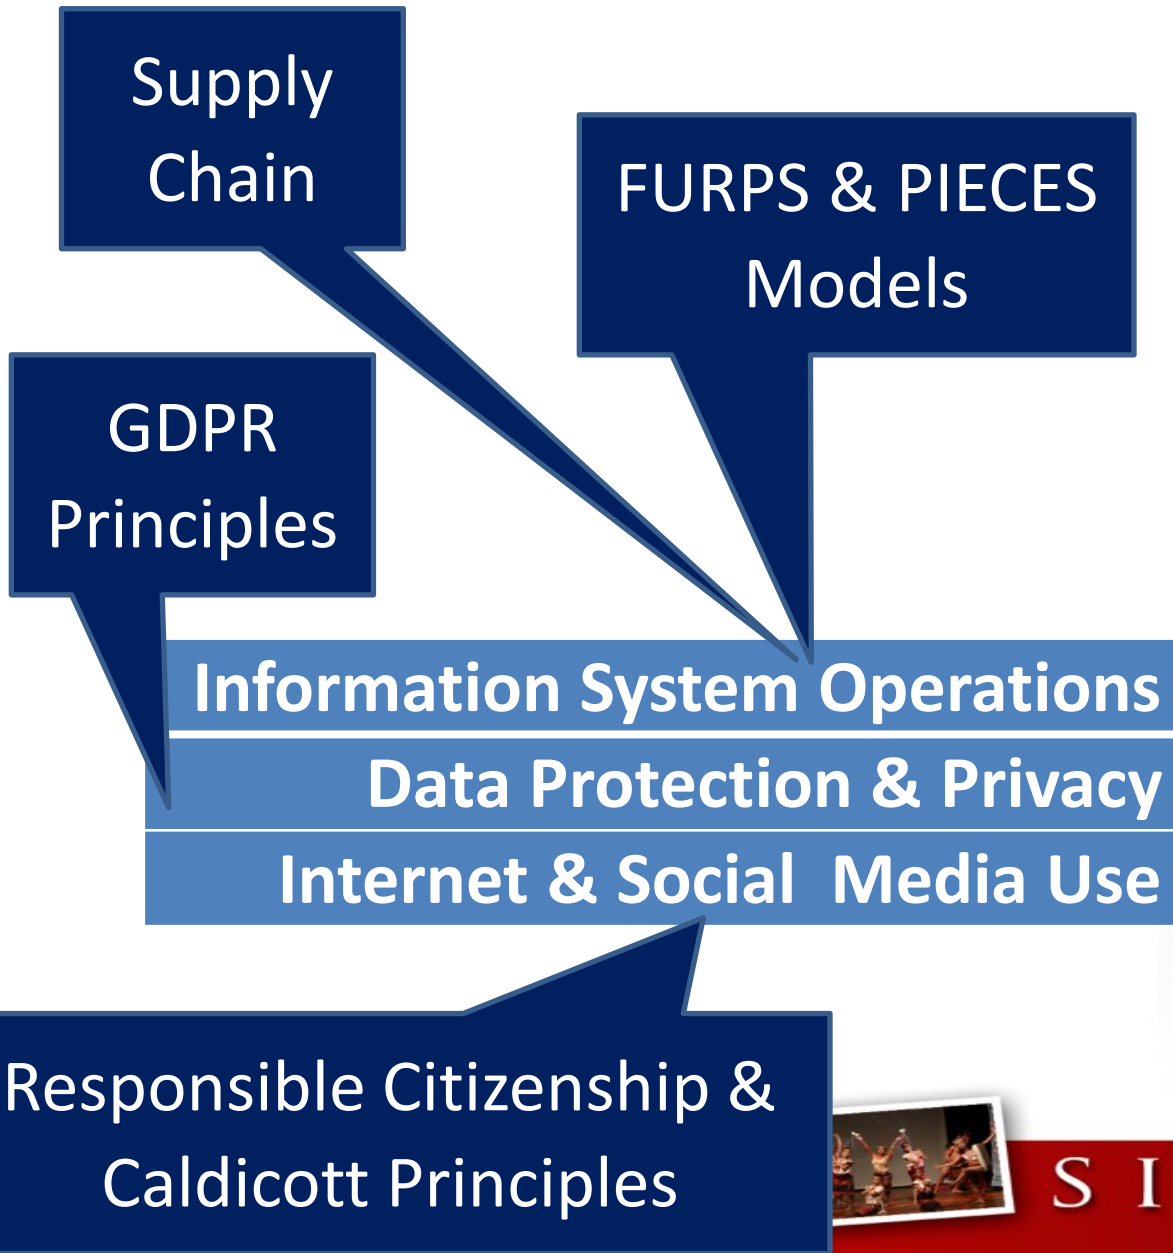 Supply
Chain
FURPS & PIECES
Models
GDPR
Principles
Information System Operations
Data Protection & Privacy
Internet & Social  Media Use
Responsible Citizenship &
Caldicott Principles
S I